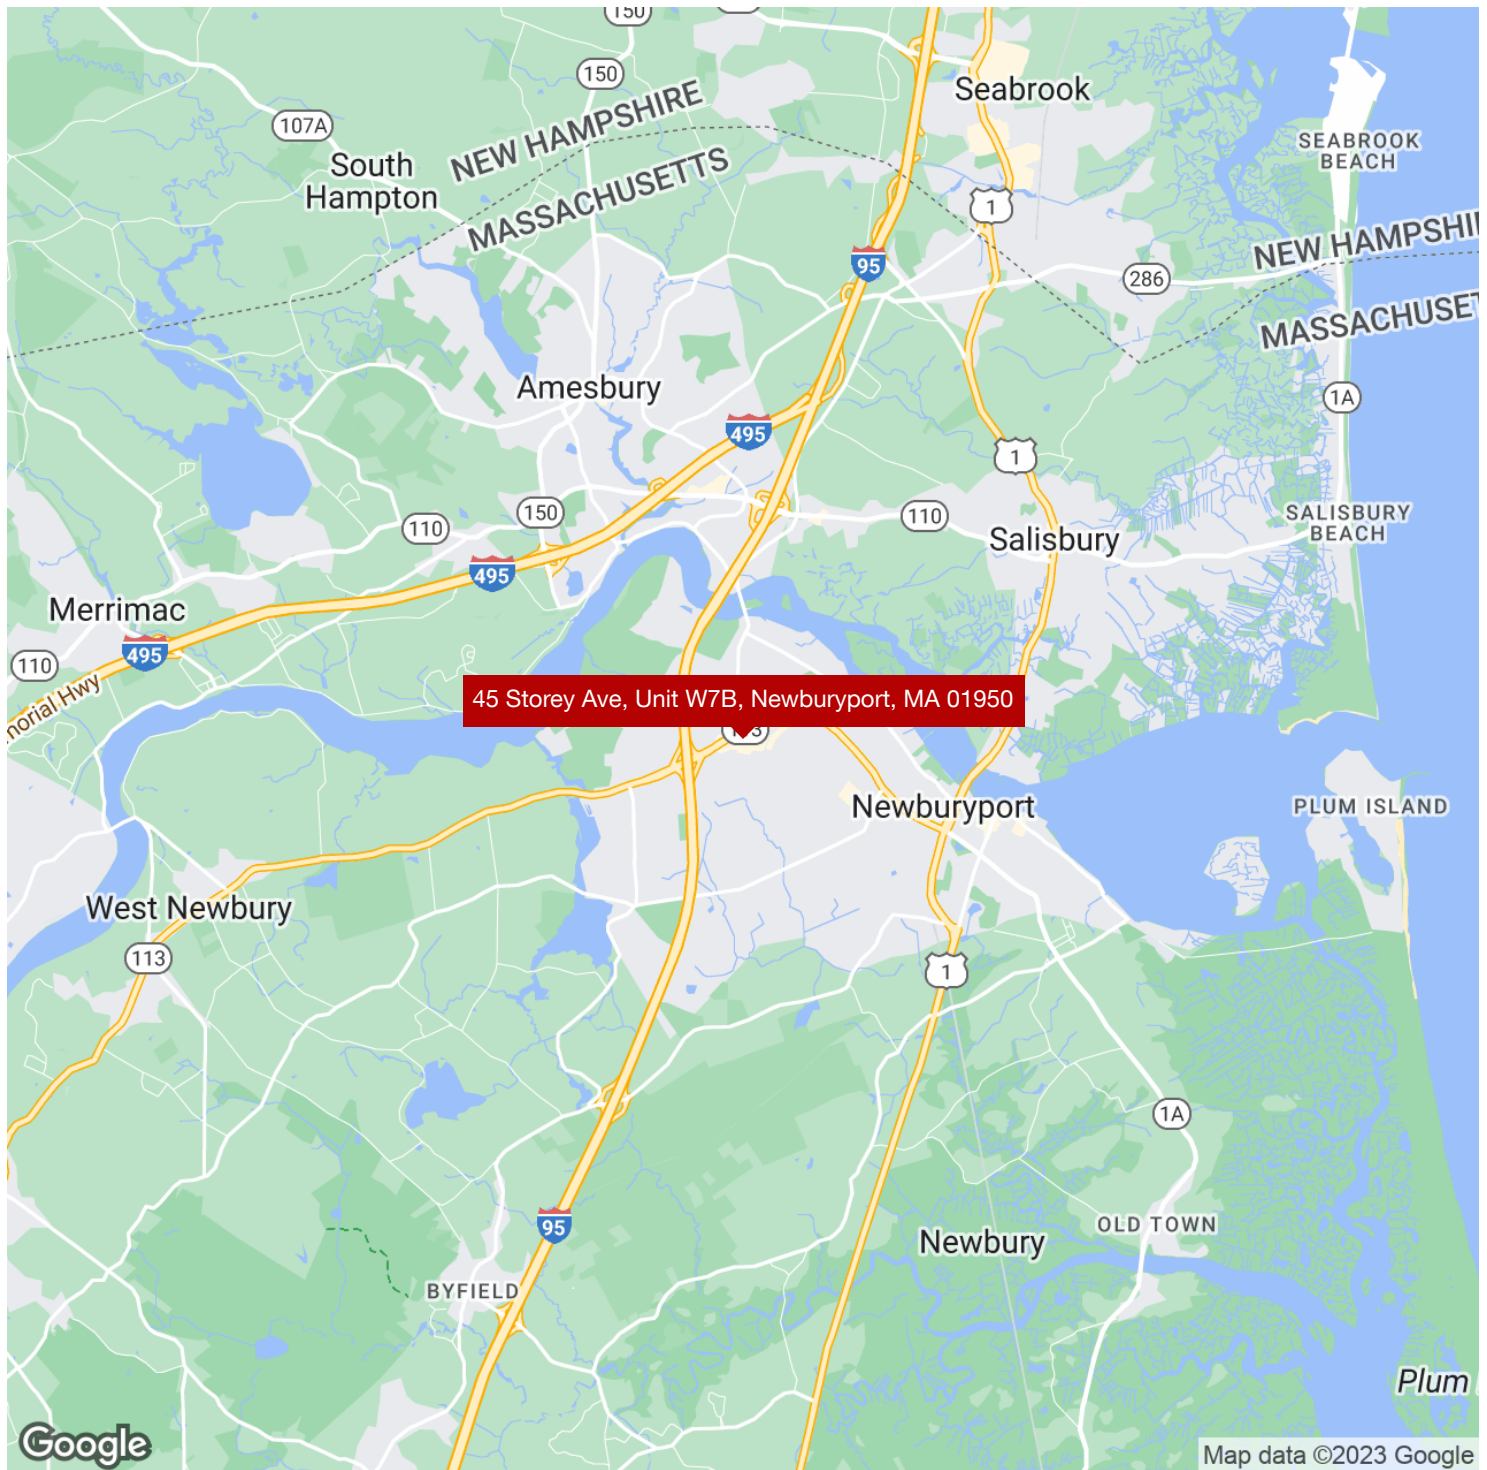 150
150
Seabrook
107A
SEABROOK
BEACH
NEW HAMPSHIRE
South
Hampton
MASSACHUSETTS
1
NEW HAMPSHI
95
286
MASSACHUSET
Amesbury
1A
495
1
150
110
110
SALISBURY
BEACH
Salisbury
495
Merrimac
495
110
morial Hwy
45 Storey Ave, Unit W7B, Newburyport, MA 01950
Newburyport
PLUM ISLAND
West Newbury
113
1
1A
95
OLD TOWN
Newbury
BYFIELD
Plum
Google
Map data ©2023 Google